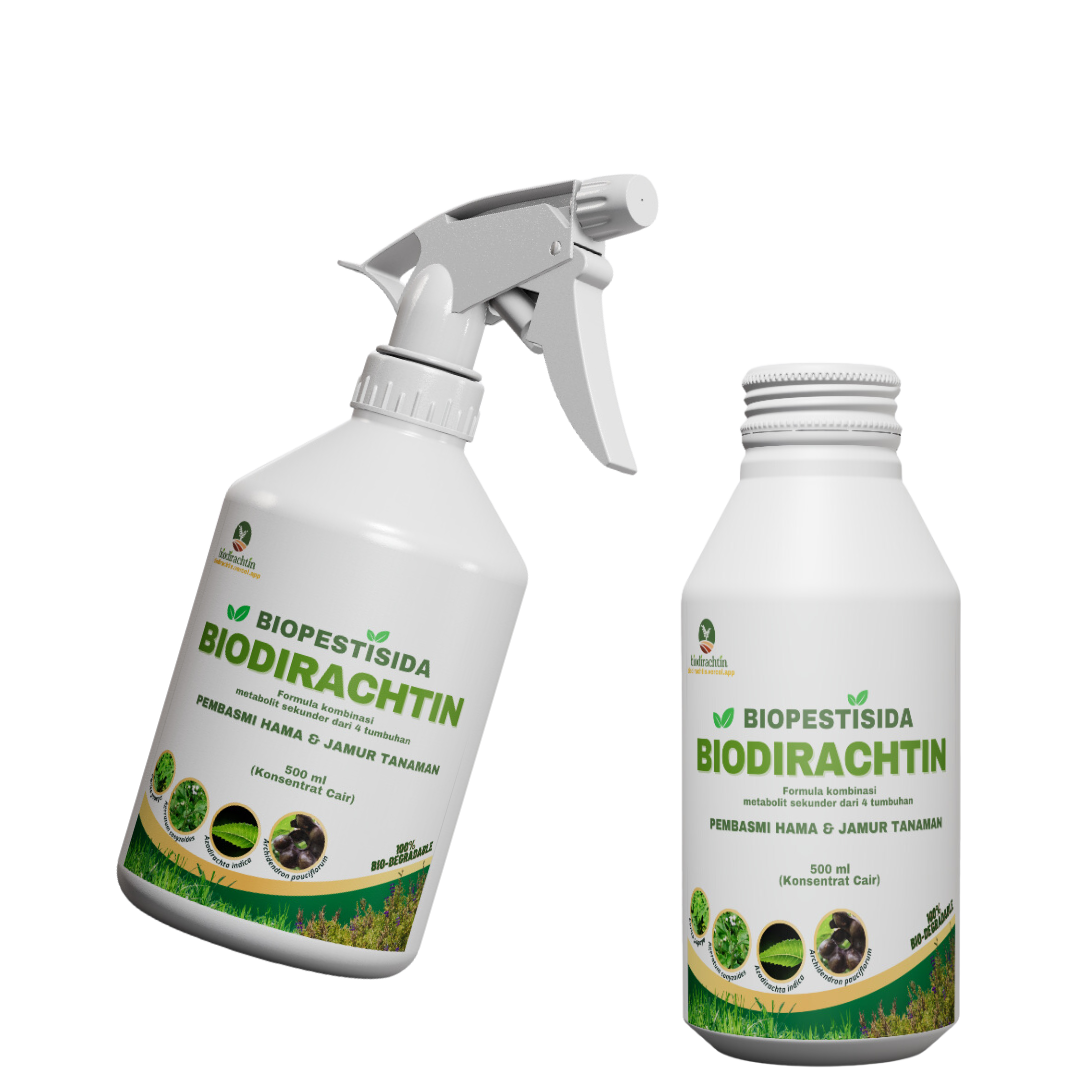 biodirachtin
BIOPESTISIDA
BIODIRACHTIN
Formula kombinasi
metabolit sekunder dari 4 tumbuhan
PEMBASMI HAMA & JAMUR TANAMAN
500 ml
(Konsentrat Cair)
Azadirachta indica
Archidendron pauciflorum
100%
BIO-DEGRADABLE
biodirachtin
BIOPESTISIDA
BIODIRACHTIN
Formula kombinasi
metabolit sekunder dari 4 tumbuhan
PEMBASMI HAMA & JAMUR TANAMAN
500 ml
(Konsentrat Cair)
Azadirachta indica
Archidendron pauciflorum
100%
BIO-DEGRADABLE